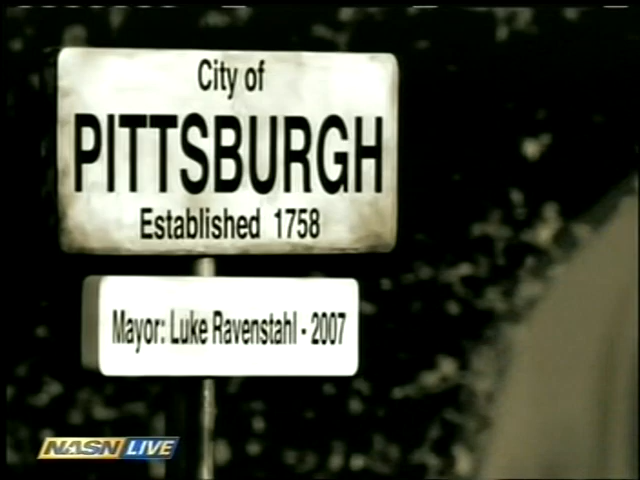 City of
PITTSBURGH
Established 1758
Mayor: Luke Ravenstahl - 2007
NASN LIVE